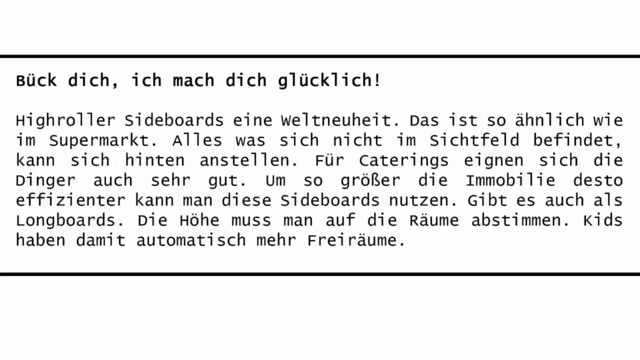 Bück dich, ich mach dich glücklich!
Highroller Sideboards eine Weltneuheit. Das ist so ähnlich wie
im Supermarkt. Alles was sich nicht im Sichtfeld befindet,
kann sich hinten anstellen. Für Caterings eignen sich die
Dinger auch sehr gut. Um so größer die Immobilie desto
effizienter kann man diese Sideboards nutzen. Gibt es auch als
Longboards. Die Höhe muss man auf die Räume abstimmen. Kids
haben damit automatisch mehr Freiräume.